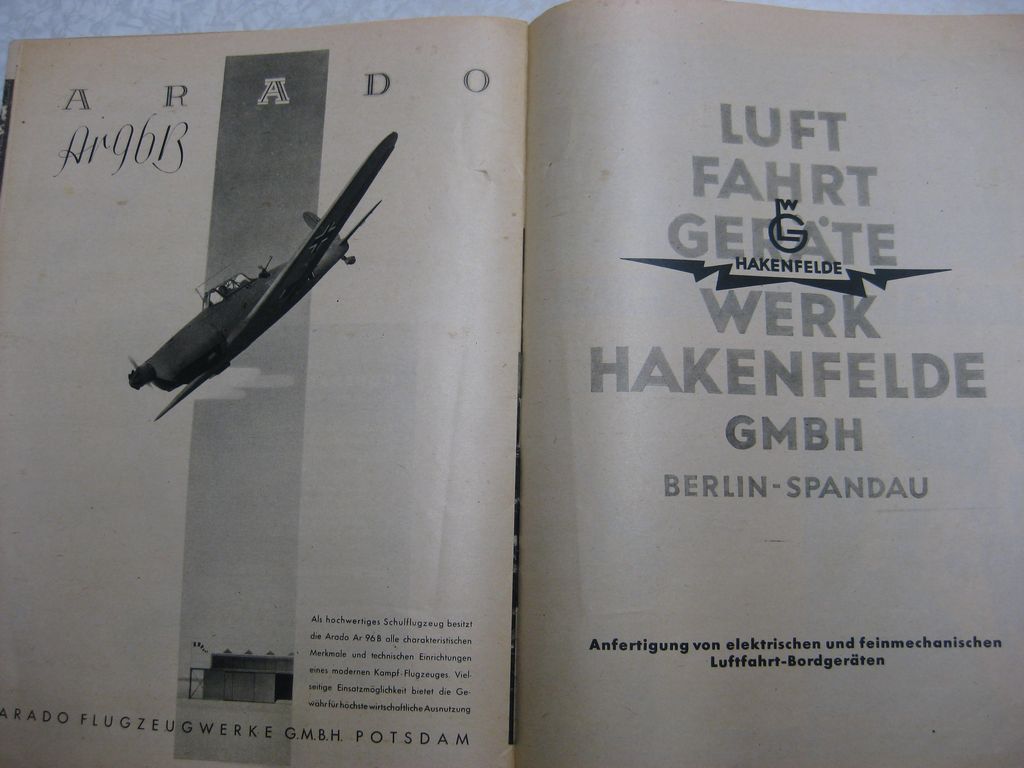 ARADO
Ar96B
Als hochwertiges Schulflugzeug besitzt
die Arado Ar 96B alle charakteristischen
Merkmale und technischen Einrichtungen
eines modernen Kampf-Flugzeuges. Viel-
seitige Einsatzmöglichkeit bietet die Ge-
währ für höchste wirtschaftliche Ausnutzung
ARADO FLUGZEUGWERKE G.M.B.H. POTSDAM
LUFT
FAHRT
GERÄTE
LGW
HAKENFELDE
WERK
HAKENFELDE
GMBH
BERLIN-SPANDAU
Anfertigung von elektrischen und feinmechanischen
Luftfahrt-Bordgeräten